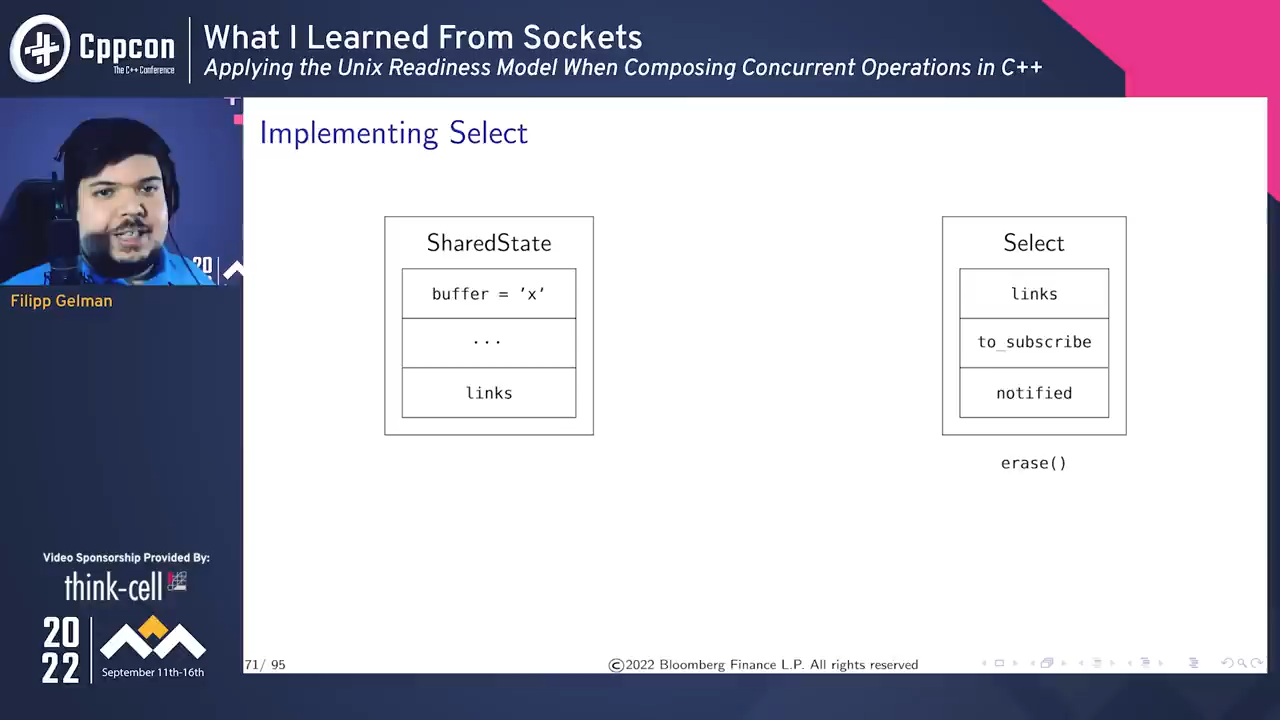 Cppcon
The C++ Conference
What I Learned From Sockets
Applying the Unix Readiness Model When Composing Concurrent Operations in C++
Filipp Gelman
Video Sponsorship Provided By:
think-cell
20
22
September 11th-16th
Implementing Select
SharedState
buffer = ’x’
...
links
Select
links
to_subscribe
notified
erase()
71/ 95
©2022 Bloomberg Finance L.P. All rights reserved